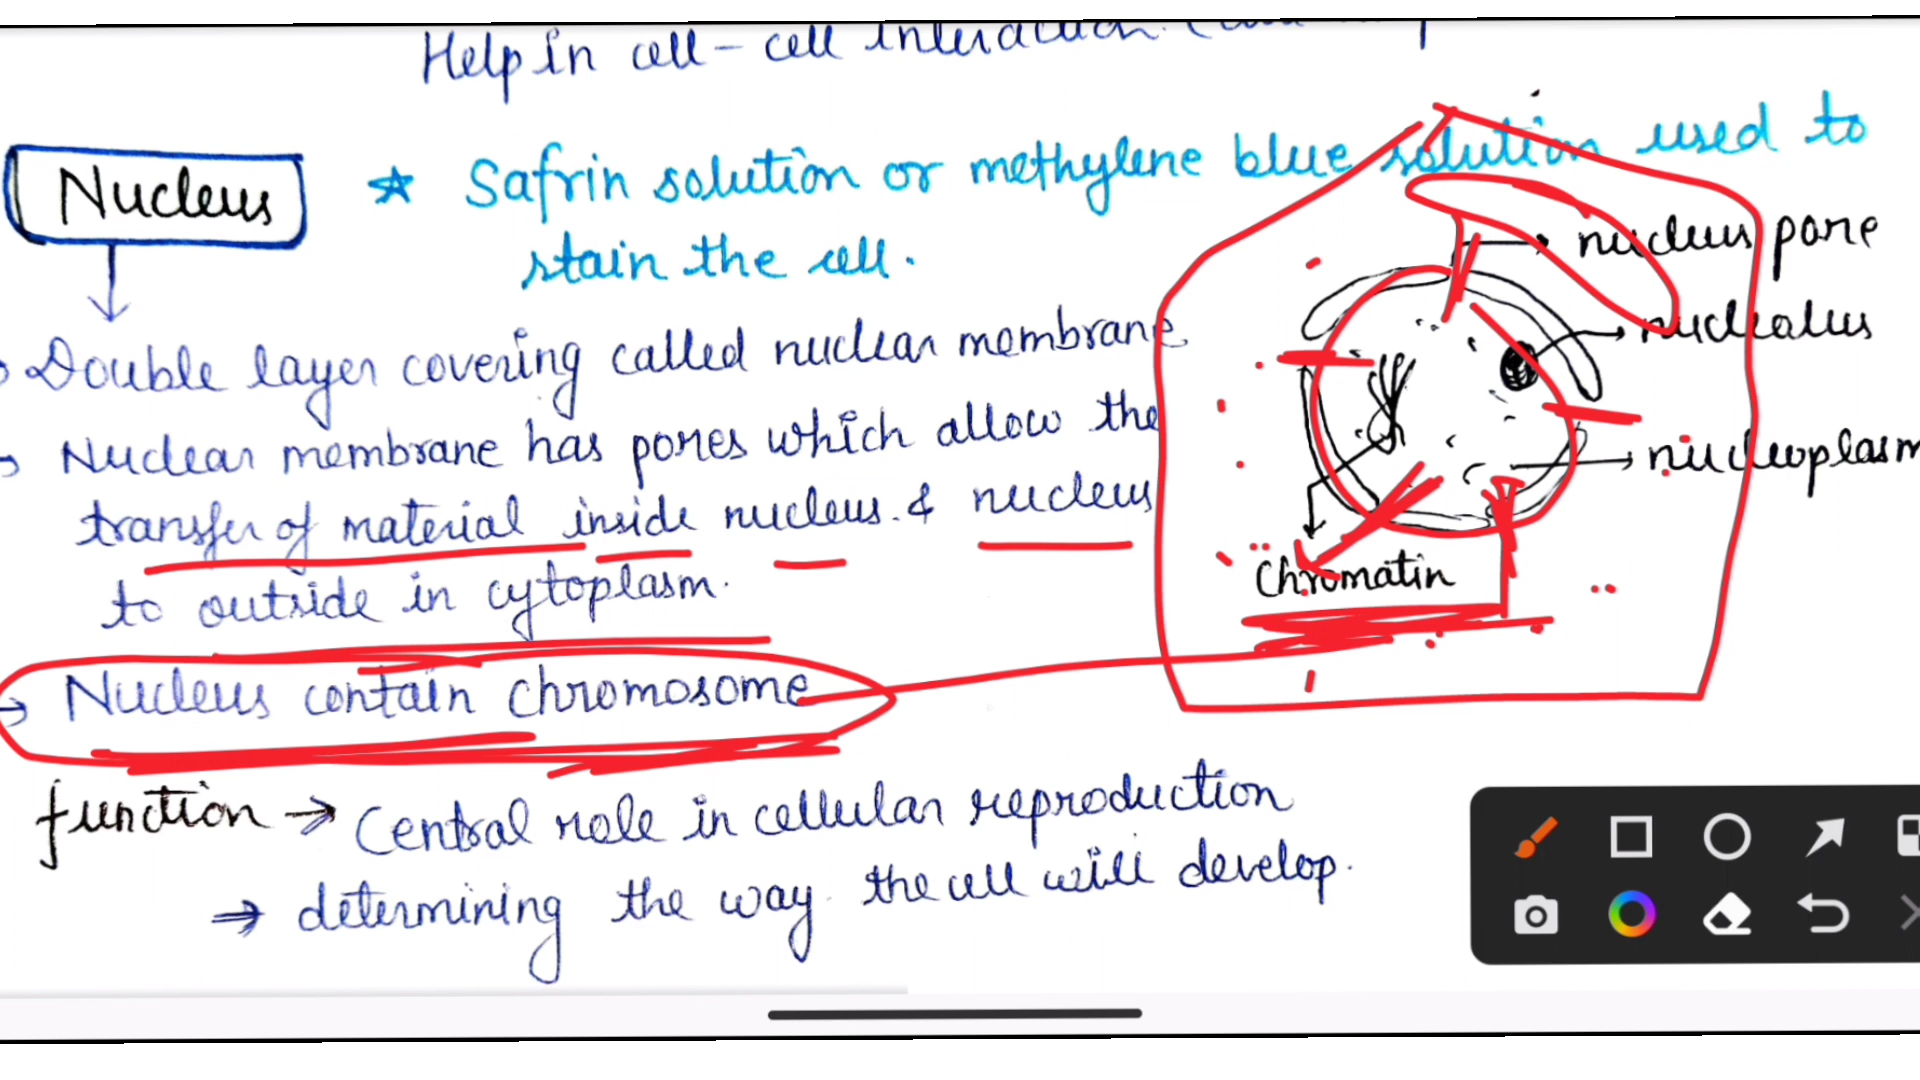 Help in cell - cell interaction
Nucleus
★ Safrin solution or methylene blue solution used to
stain the cell.
→ Double layer covering called nuclear membrane
→ Nuclear membrane has pores which allow the
transfer of material inside nucleus. & nucleus
to outside in cytoplasm.
→ Nucleus contain chromosome
function → Central role in cellular reproduction
→ determining the way the cell will develop.
nucleus pore
nuclealus
nucleoplasm
Chromatin